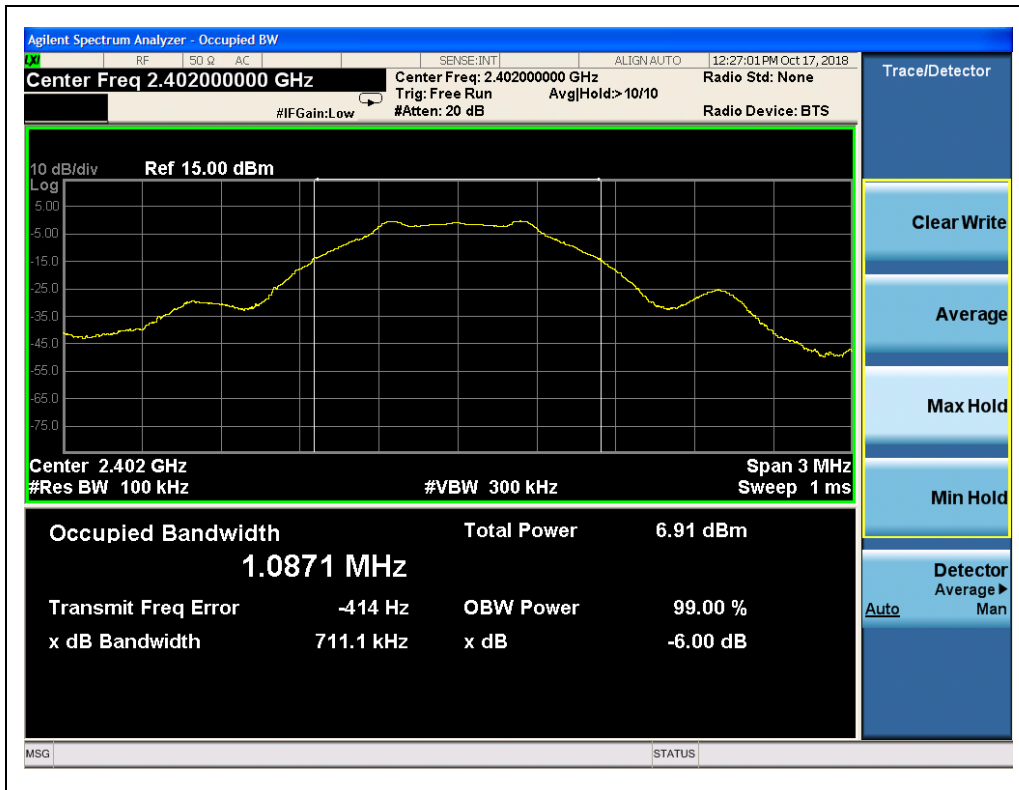 Agilent Spectrum Analyzer - Occupied BW
LXI RF 50 Ω AC SENSE:INT ALIGN AUTO 12:27:01 PM Oct 17, 2018
Center Freq 2.402000000 GHz
Center Freq: 2.402000000 GHz Radio Std: None
Trig: Free Run Avg|Hold:> 10/10
#IFGain:Low #Atten: 20 dB Radio Device: BTS
Trace/Detector
10 dB/div Ref 15.00 dBm
Log
5.00
-5.00
-15.0
-25.0
-35.0
-45.0
-55.0
-65.0
-75.0
Center 2.402 GHz Span 3 MHz
#Res BW 100 kHz #VBW 300 kHz Sweep 1 ms
Occupied Bandwidth Total Power 6.91 dBm
1.0871 MHz
Transmit Freq Error -414 Hz OBW Power 99.00 %
x dB Bandwidth 711.1 kHz x dB -6.00 dB
Clear Write
Average
Max Hold
Min Hold
Detector
Average▶
Auto Man
MSG STATUS